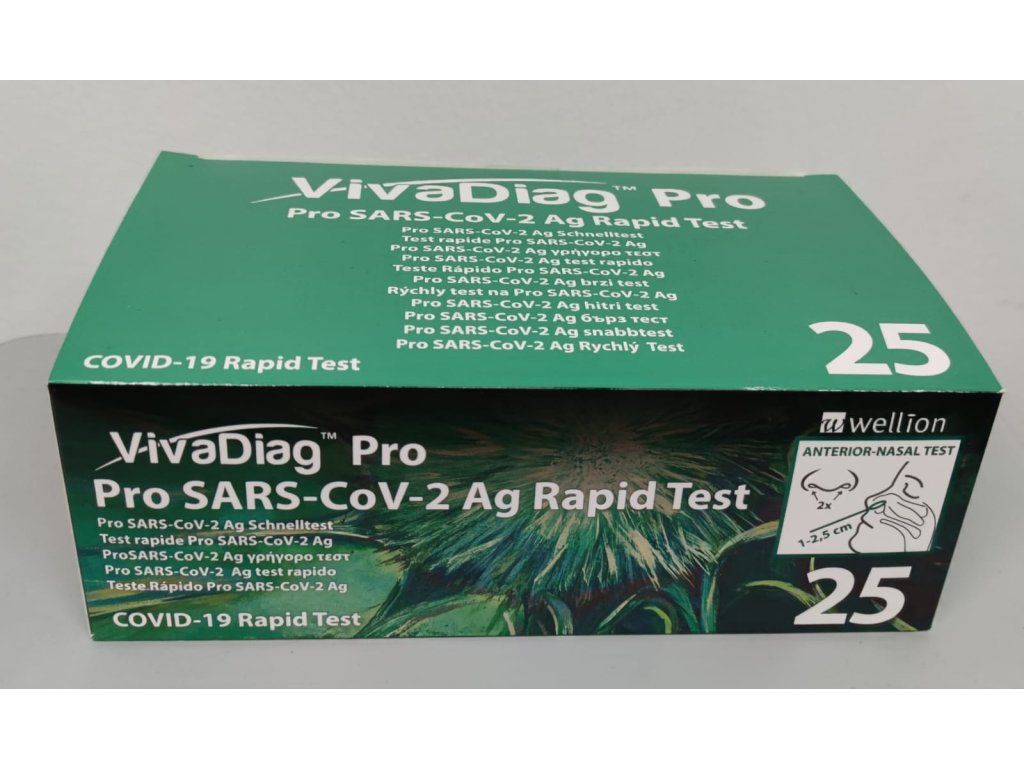 VivaDiag™ Pro
Pro SARS-CoV-2 Ag Rapid Test
Pro SARS-CoV-2 Ag Schnelltest
Test rapide Pro SARS-CoV-2 Ag
Pro SARS-CoV-2 Ag γρήγορο τεστ
Pro SARS-CoV-2 Ag test rapido
Teste Rápido Pro SARS-CoV-2 Ag
Pro SARS-CoV-2 Ag brzi test
Rýchly test na Pro SARS-CoV-2 Ag
Pro SARS-CoV-2 Ag hitri test
Pro SARS-CoV-2 Ag бърз тест
Pro SARS-CoV-2 Ag snabbtest
Pro SARS-CoV-2 Ag Rychlý Test
COVID-19 Rapid Test
25
VivaDiag™ Pro
Pro SARS-CoV-2 Ag Rapid Test
Pro SARS-CoV-2 Ag Schnelltest
Test rapide Pro SARS-CoV-2 Ag
ProSARS-CoV-2 Ag γρήγορο τεστ
Pro SARS-CoV-2 Ag test rapido
Teste Rápido Pro SARS-CoV-2 Ag
COVID-19 Rapid Test
wellion
ANTERIOR-NASAL TEST
2x
1-2,5 cm
25